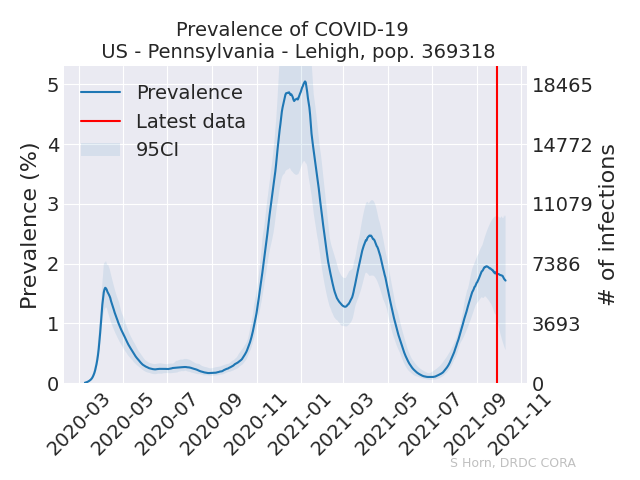 Prevalence of COVID-19
US - Pennsylvania - Lehigh, pop. 369318
Prevalence
Latest data
95CI
Prevalence (%)
5
4
3
2
1
0
18465
14772
11079
7386
3693
0
# of infections
2020-03
2020-05
2020-07
2020-09
2020-11
2021-01
2021-03
2021-05
2021-07
2021-09
2021-11
S Horn, DRDC CORA